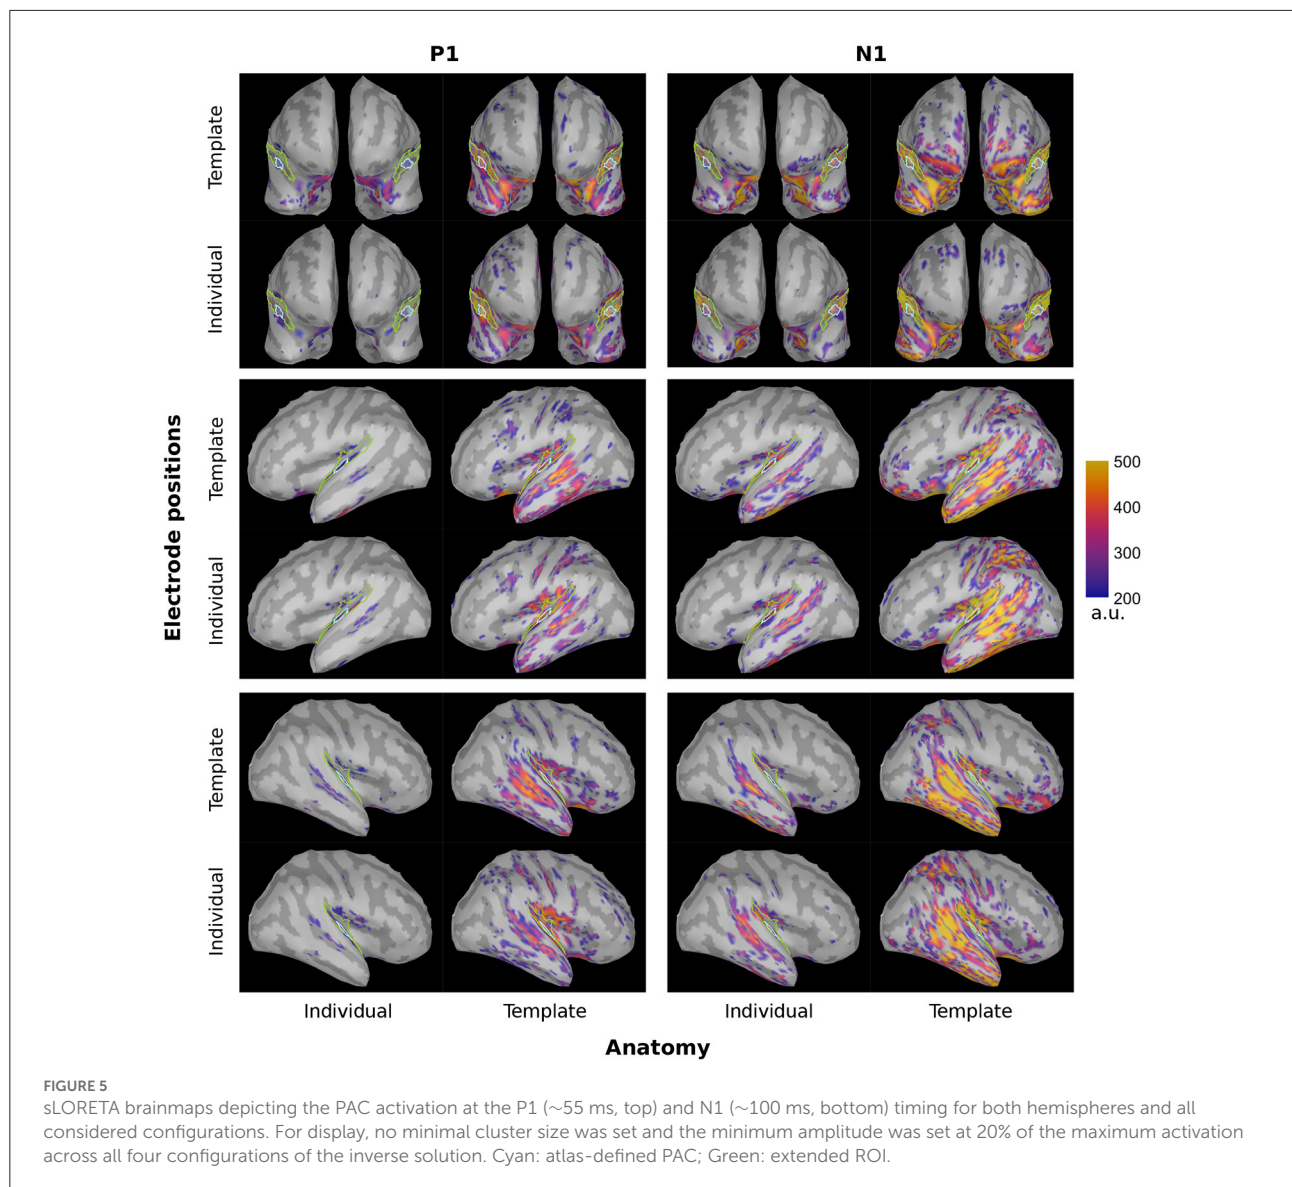 P1
N1
Template
Individual
Template
Individual
Template
Individual
Electrode positions
500
400
300
200
a.u.
Individual
Template
Individual
Template
Anatomy
FIGURE 5
sLORETA brainmaps depicting the PAC activation at the P1 (~55 ms, top) and N1 (~100 ms, bottom) timing for both hemispheres and all
considered configurations. For display, no minimal cluster size was set and the minimum amplitude was set at 20% of the maximum activation
across all four configurations of the inverse solution. Cyan: atlas-defined PAC; Green: extended ROI.